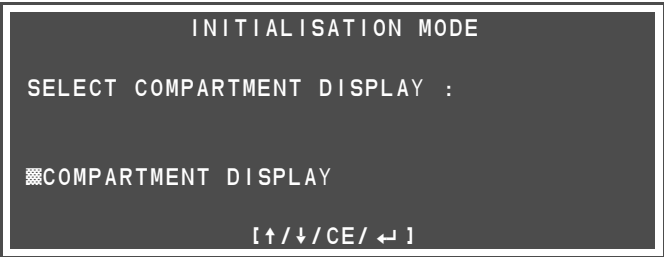 INITIALISATION MODE
SELECT COMPARTMENT DISPLAY :
▒COMPARTMENT DISPLAY
[↑/↓/CE/↵]